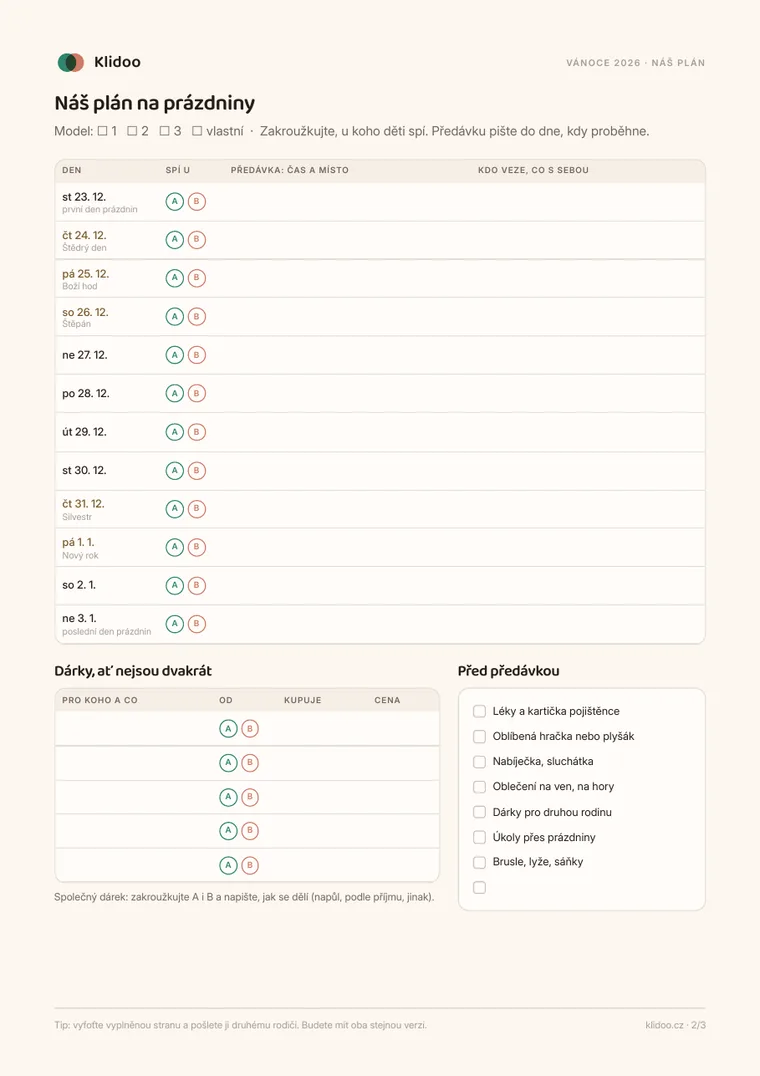 Klidoo
VÁNOCE 2026 · NÁŠ PLÁN
Náš plán na prázdniny
Model: ☐ 1 ☐ 2 ☐ 3 ☐ vlastní · Zakroužkujte, u koho děti spí. Předávku pište do dne, kdy proběhne.
DEN SPÍ U PŘEDÁVKA: ČAS A MÍSTO KDO VEZE, CO S SEBOU
st 23. 12. A B
první den prázdnin
čt 24. 12. A B
Štědrý den
pá 25. 12. A B
Boží hod
so 26. 12. A B
Štěpán
ne 27. 12. A B
po 28. 12. A B
út 29. 12. A B
st 30. 12. A B
čt 31. 12. A B
Silvestr
pá 1. 1. A B
Nový rok
so 2. 1. A B
ne 3. 1. A B
poslední den prázdnin
Dárky, ať nejsou dvakrát
PRO KOHO A CO OD KUPUJE CENA
A B
A B
A B
A B
A B
Společný dárek: zakroužkujte A i B a napište, jak se dělí (napůl, podle příjmu, jinak).
Před předávkou
☐ Léky a kartička pojištěnce
☐ Oblíbená hračka nebo plyšák
☐ Nabíječka, sluchátka
☐ Oblečení na ven, na hory
☐ Dárky pro druhou rodinu
☐ Úkoly přes prázdniny
☐ Brusle, lyže, sáňky
☐
Tip: vyfoťte vyplněnou stranu a pošlete ji druhému rodiči. Budete mít oba stejnou verzi.
klidoo.cz · 2/3